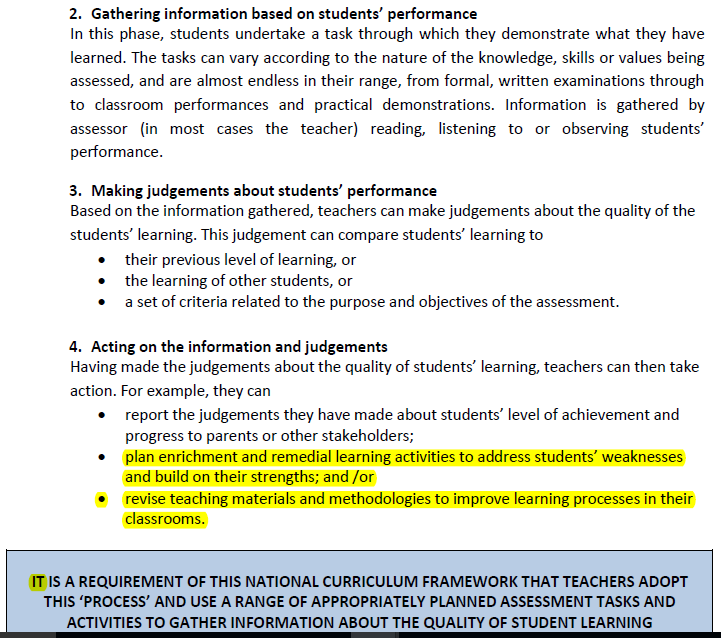 2. Gathering information based on students’ performance
In this phase, students undertake a task through which they demonstrate what they have
learned. The tasks can vary according to the nature of the knowledge, skills or values being
assessed, and are almost endless in their range, from formal, written examinations through
to classroom performances and practical demonstrations. Information is gathered by
assessor (in most cases the teacher) reading, listening to or observing students’
performance.
3. Making judgements about students’ performance
Based on the information gathered, teachers can make judgements about the quality of the
students’ learning. This judgement can compare students’ learning to
• their previous level of learning, or
• the learning of other students, or
• a set of criteria related to the purpose and objectives of the assessment.
4. Acting on the information and judgements
Having made the judgements about the quality of students’ learning, teachers can then take
action. For example, they can
• report the judgements they have made about students’ level of achievement and
progress to parents or other stakeholders;
• plan enrichment and remedial learning activities to address students’ weaknesses
and build on their strengths; and /or
• revise teaching materials and methodologies to improve learning processes in their
classrooms.
IT IS A REQUIREMENT OF THIS NATIONAL CURRICULUM FRAMEWORK THAT TEACHERS ADOPT
THIS ‘PROCESS’ AND USE A RANGE OF APPROPRIATELY PLANNED ASSESSMENT TASKS AND
ACTIVITIES TO GATHER INFORMATION ABOUT THE QUALITY OF STUDENT LEARNING